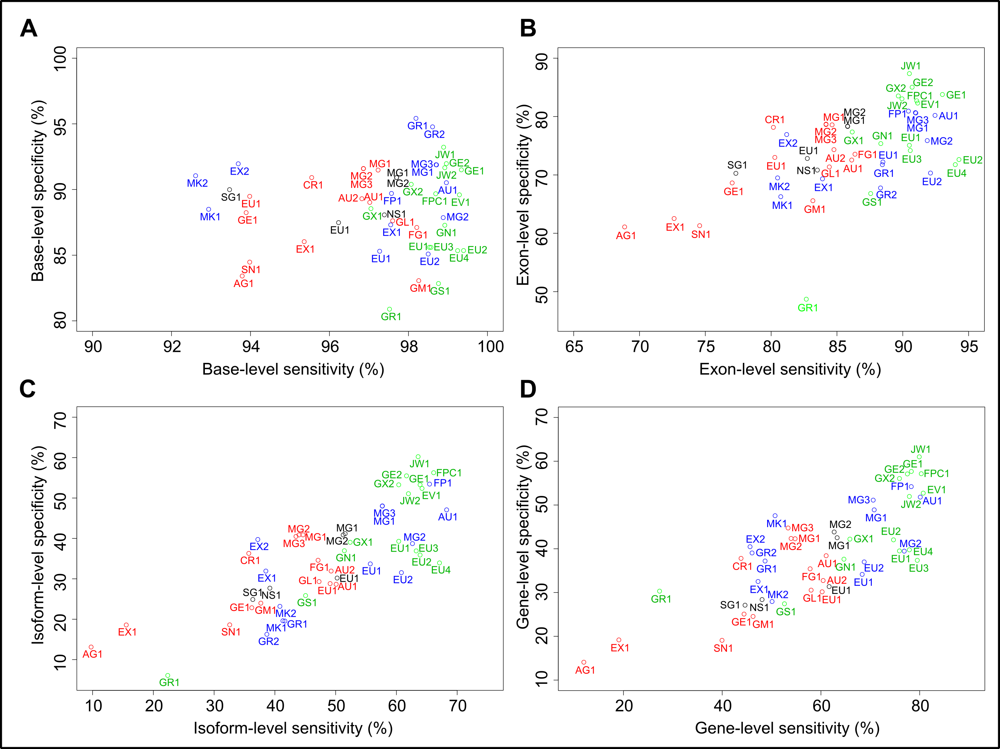 A
100
95
90
85
80
Base-level specificity (%)
GR1
GR2
JW1
EX2
MG1
MG3
GE2
MK2
MG2
MG1
MG1
JW2
GE1
CR1
MG3
MG2
GX2
AU1
SG1
AU2
AU1
FP1
FPC1
EV1
EU1
MK1
GE1
GX1
NS1
MG2
EU1
GL1
EX1
FG1
GN1
EX1
EU1
EU3
EU2
EU1
EU2
EU4
SN1
AG1
GM1
GS1
GR1
90
92
94
96
98
100
Base-level sensitivity (%)
B
90
80
70
60
50
Exon-level specificity (%)
JW1
GE2
GX2
FPC1
GE1
JW2
EV1
MG2
FP1
AU1
CR1
MG1
MG1
MG3
MG2
MG1
EX2
MG3
GX1
GN1
EU1
MG2
EU1
AU2
FG1
EU1
EU3
EU2
SG1
EU1
NS1
GL1
AU1
GR1
EU4
GE1
MK2
EX1
EU2
MK1
GM1
GR2
GS1
AG1
EX1
SN1
GR1
65
70
75
80
85
90
95
Exon-level sensitivity (%)
C
70
60
50
40
30
20
10
Isoform-level specificity (%)
JW1
GE2
GE1
FPC1
GX2
FP1
EV1
JW2
MG3
MG1
AU1
MG2
MG1
MG3
MG1
MG2
GX1
MG2
EX2
EU1
EU3
CR1
GN1
EU2
FG1
AU2
EU1
EU4
EX1
GL1
EU1
EU2
SG1
NS1
EU1
AU1
GE1
GM1
GS1
MK2
MK1
GR1
EX1
SN1
GR2
AG1
GR1
10
20
30
40
50
60
70
Isoform-level sensitivity (%)
D
70
60
50
40
30
20
10
Gene-level specificity (%)
JW1
GE1
GE2
FPC1
GX2
FP1
EV1
MG3
JW2
AU1
MG1
MK1
MG3
MG2
EU2
EX2
MG1
GX1
MG2
MG2
MG1
GR2
EU1
EU4
CR1
GR1
AU1
GN1
EU2
EU3
FG1
AU2
EU1
EX1
MK2
EU1
GR1
GL1
EU1
SG1
NS1
GS1
GE1
GM1
EX1
SN1
AG1
20
40
60
80
Gene-level sensitivity (%)